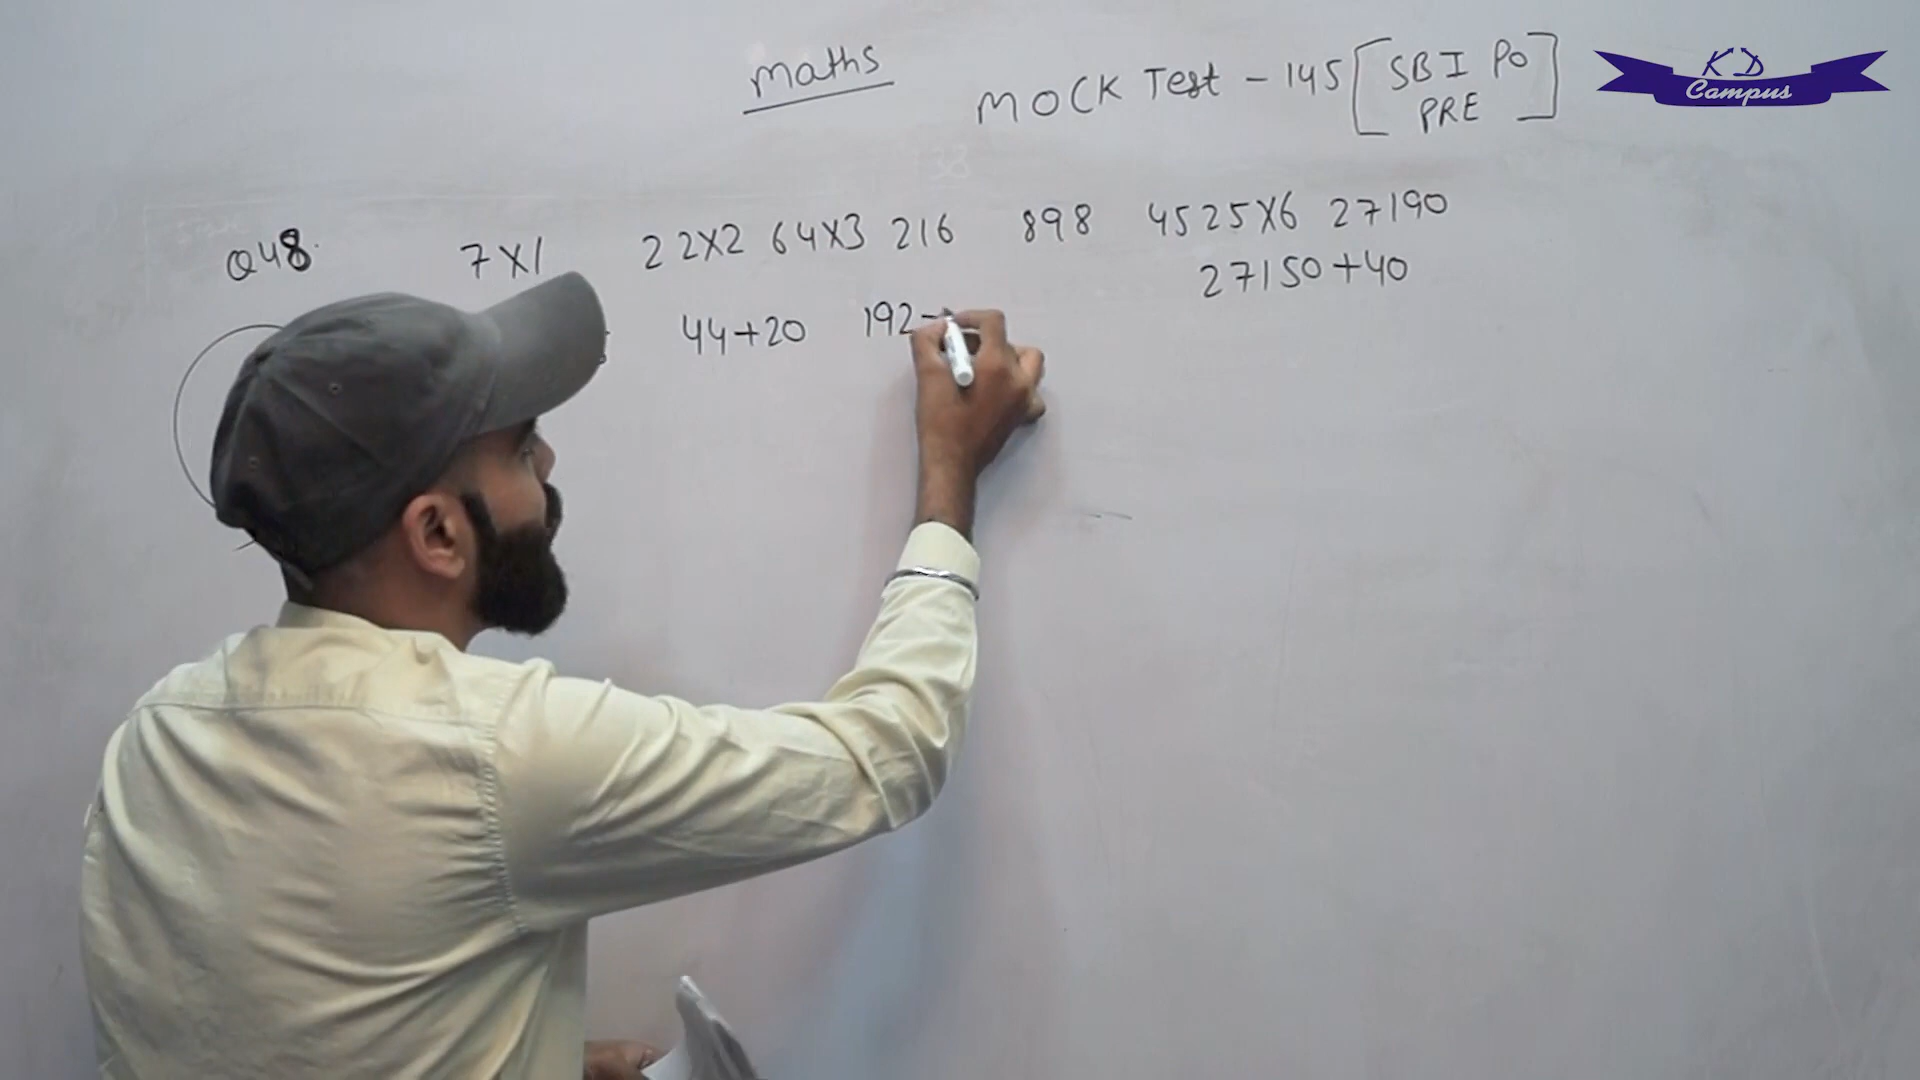 Maths
MOCK Test - 145 [SBI PO PRE]
KD Campus
Q48. 7X1 22X2 64X3 216 898 4525X6 27190
27150+40
44+20 192-